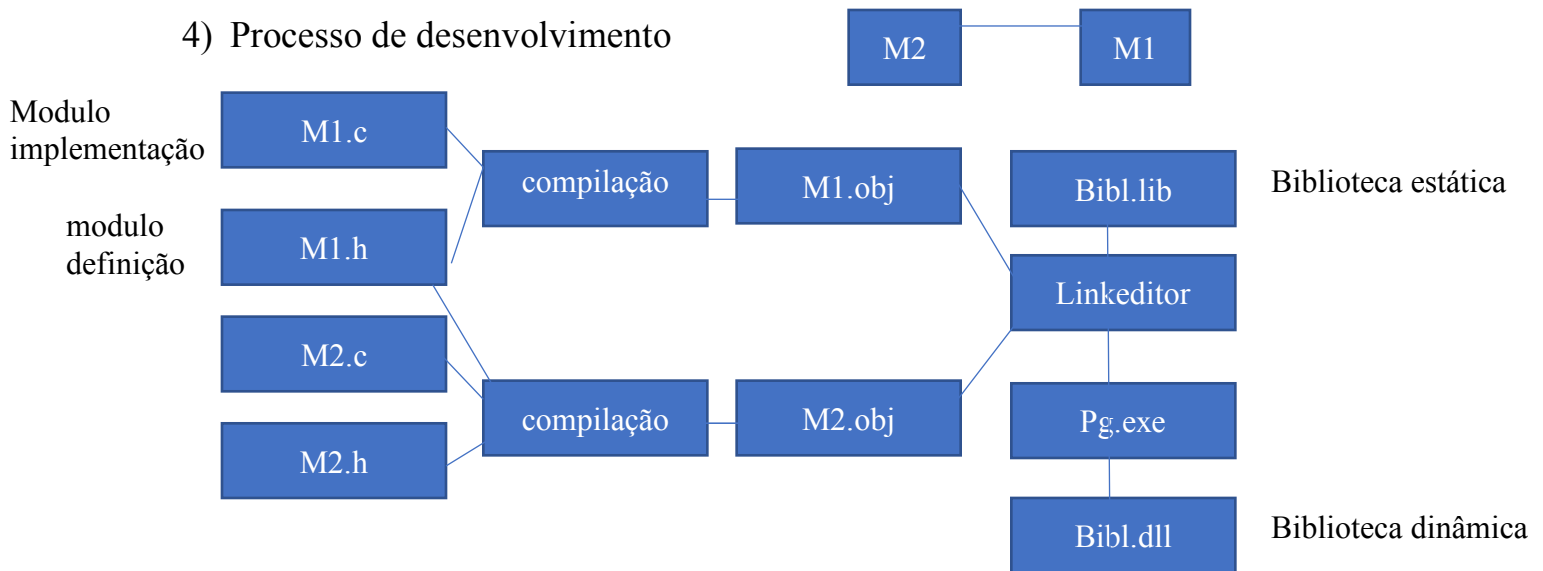 4) Processo de desenvolvimento
M2
M1
Modulo
implementação
M1.c
compilação
M1.obj
Bibl.lib
Biblioteca estática
modulo
definição
M1.h
Linkeditor
M2.c
compilação
M2.obj
Pg.exe
M2.h
Bibl.dll
Biblioteca dinâmica